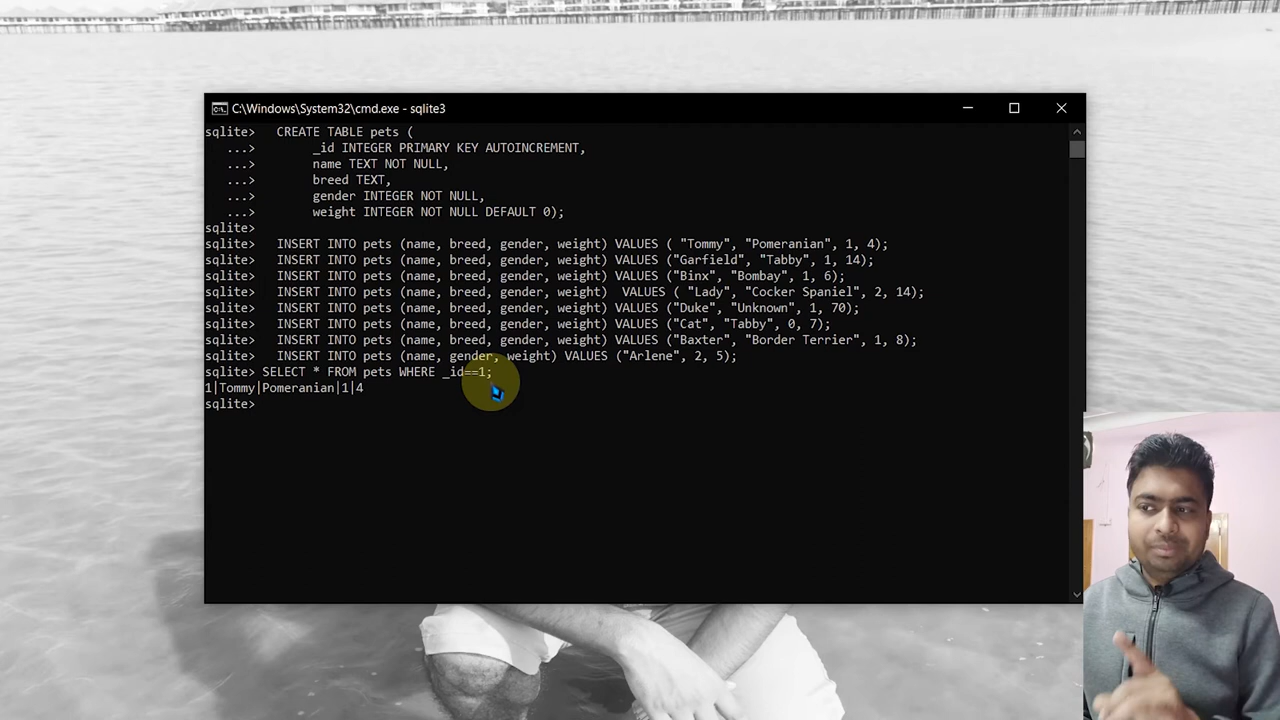 C:\Windows\System32\cmd.exe - sqlite3
sqlite>   CREATE TABLE pets (
   ...>        _id INTEGER PRIMARY KEY AUTOINCREMENT,
   ...>        name TEXT NOT NULL,
   ...>        breed TEXT,
   ...>        gender INTEGER NOT NULL,
   ...>        weight INTEGER NOT NULL DEFAULT 0);
sqlite>
sqlite>   INSERT INTO pets (name, breed, gender, weight) VALUES ( "Tommy", "Pomeranian", 1, 4);
sqlite>   INSERT INTO pets (name, breed, gender, weight) VALUES ("Garfield", "Tabby", 1, 14);
sqlite>   INSERT INTO pets (name, breed, gender, weight) VALUES ("Binx", "Bombay", 1, 6);
sqlite>   INSERT INTO pets (name, breed, gender, weight)  VALUES ( "Lady", "Cocker Spaniel", 2, 14);
sqlite>   INSERT INTO pets (name, breed, gender, weight) VALUES ("Duke", "Unknown", 1, 70);
sqlite>   INSERT INTO pets (name, breed, gender, weight) VALUES ("Cat", "Tabby", 0, 7);
sqlite>   INSERT INTO pets (name, breed, gender, weight) VALUES ("Baxter", "Border Terrier", 1, 8);
sqlite>   INSERT INTO pets (name, gender, weight) VALUES ("Arlene", 2, 5);
sqlite> SELECT * FROM pets WHERE _id==1;
1|Tommy|Pomeranian|1|4
sqlite>